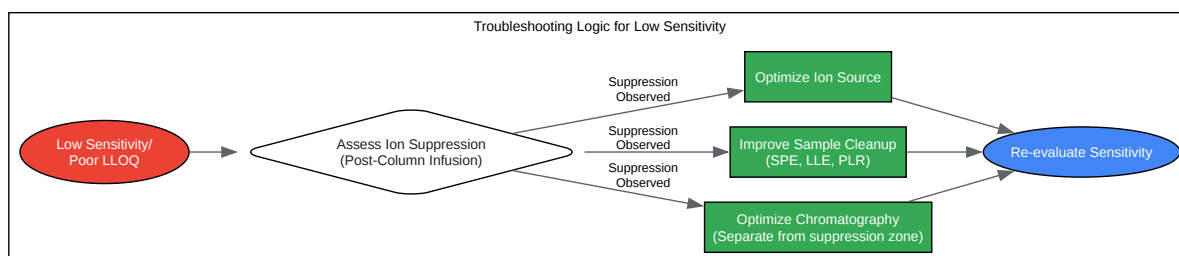 Troubleshooting Logic for Low Sensitivity
Low Sensitivity/
Poor LLOQ
Assess Ion Suppression
(Post-Column Infusion)
Suppression
Observed
Optimize Ion Source
Suppression
Observed
Improve Sample Cleanup
(SPE, LLE, PLR)
Suppression
Observed
Optimize Chromatography
(Separate from suppression zone)
Re-evaluate Sensitivity